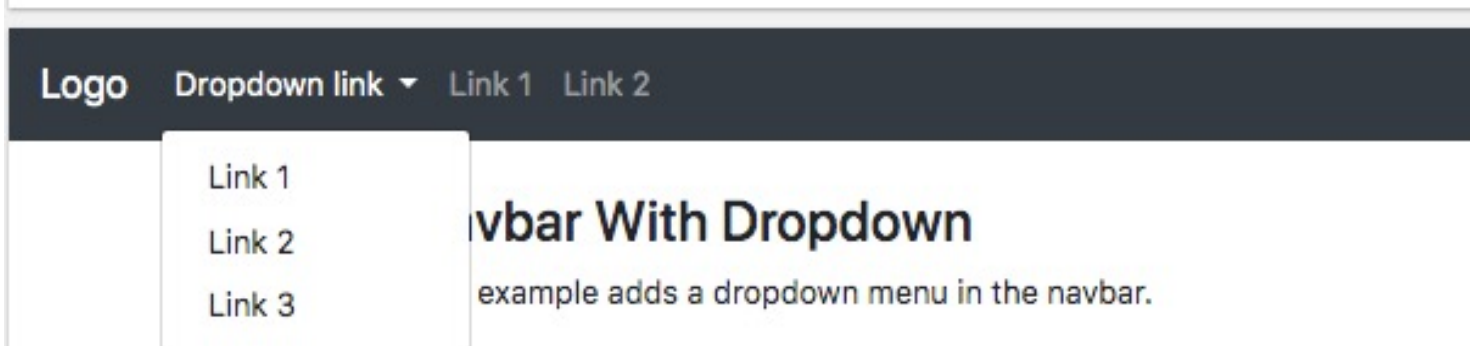 Logo Dropdown link Link 1 Link 2
Link 1
Link 2
Link 3
vbar With Dropdown
example adds a dropdown menu in the navbar.